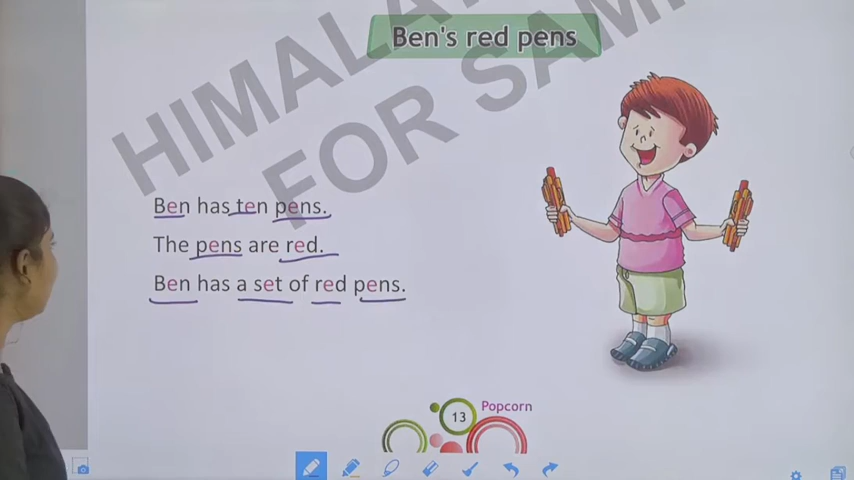 Ben's red pens
HIMALA
FOR SAM
Ben has ten pens.
The pens are red.
Ben has a set of red pens.
Popcorn
13